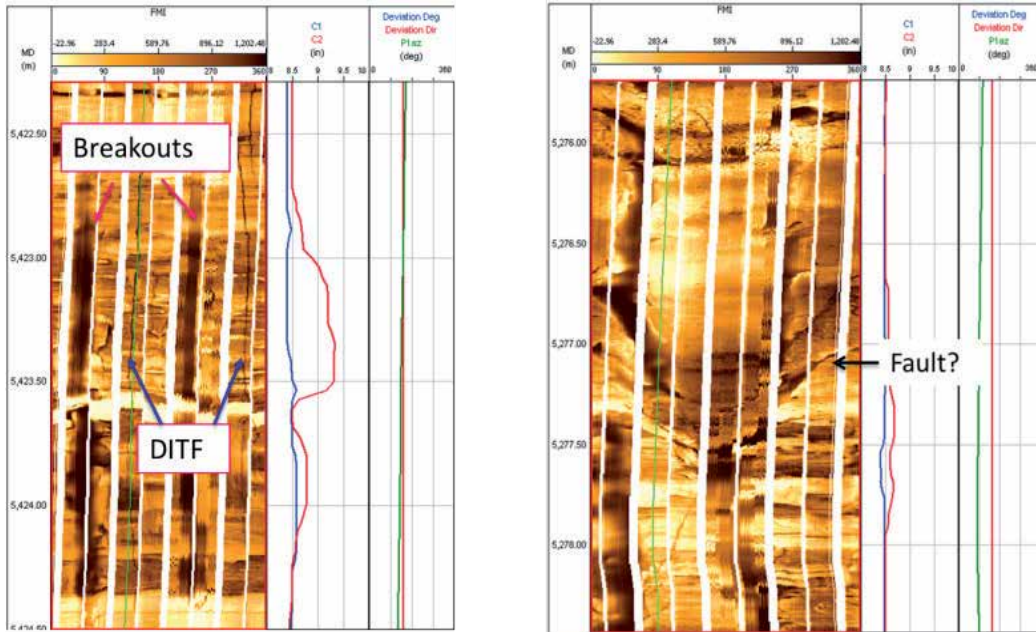 FMI
-22.96 283.4 589.76 896.12 1,202.48
MD
(m)
0 90 180 270 360
C1
C2
(in)
8 8.5 9 9.5 10
Deviation Deg
Deviation Dir
P1az
(deg)
0 360
5,422.50
Breakouts
5,423.00
5,423.50
DITF
5,424.00
5,424.50
FMI
-22.96 283.4 589.76 896.12 1,202.48
MD
(m)
0 90 180 270 360
C1
C2
(in)
8 8.5 9 9.5 10
Deviation Deg
Deviation Dir
P1az
(deg)
0 360
5,276.00
5,276.50
5,277.00
Fault?
5,277.50
5,278.00